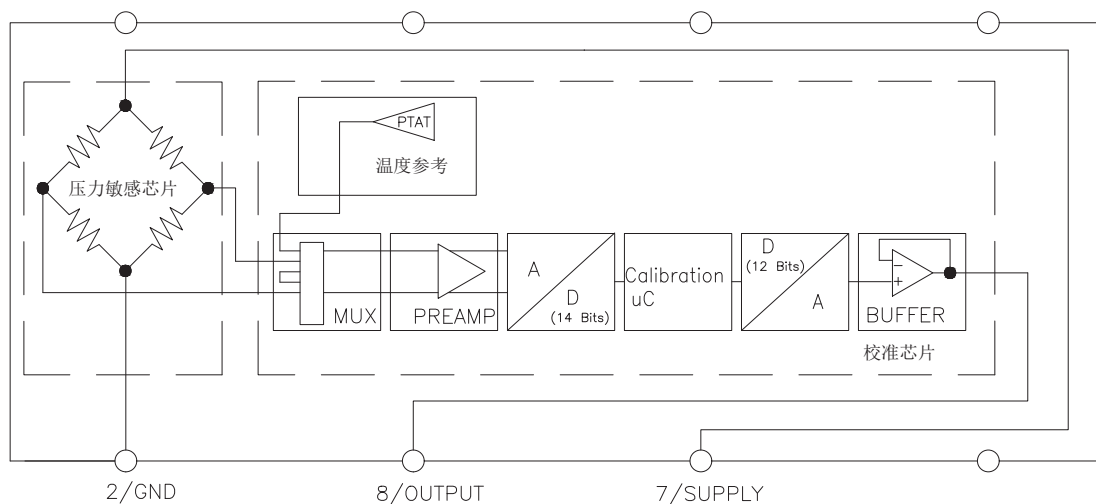 PTAT
温度参考
压力敏感芯片
MUX
PREAMP
A
D
(14 Bits)
Calibration
uC
D
(12 Bits)
A
−
+
BUFFER
校准芯片
2/GND
8/OUTPUT
7/SUPPLY